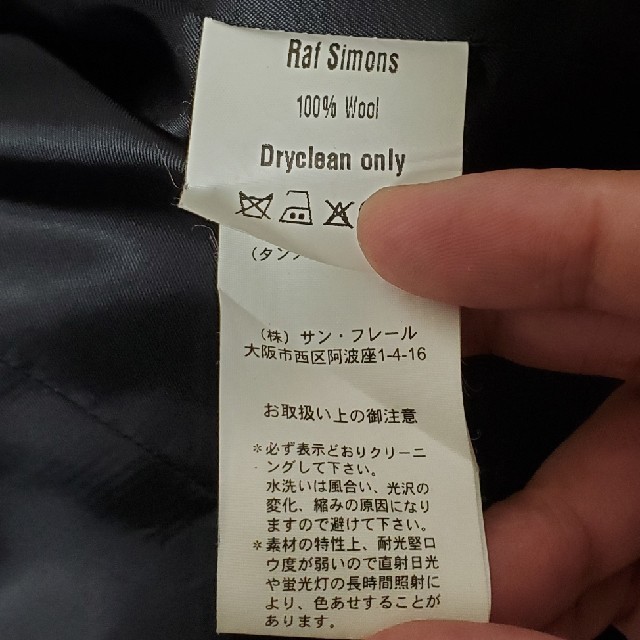 Raf Simons
100% Wool
Dryclean only
(タン
(株) サン・フレール
大阪市西区阿波座1-4-16
お取扱い上の御注意
*必ず表示どおりクリーニ
ングして下さい。
水洗いは風合い、光沢の
変化、縮みの原因になり
ますので避けて下さい。
*素材の特性上、耐光堅ロ
ウ度が弱いので直射日光
や蛍光灯の長時間照射に
より、色あせすることが
あります。